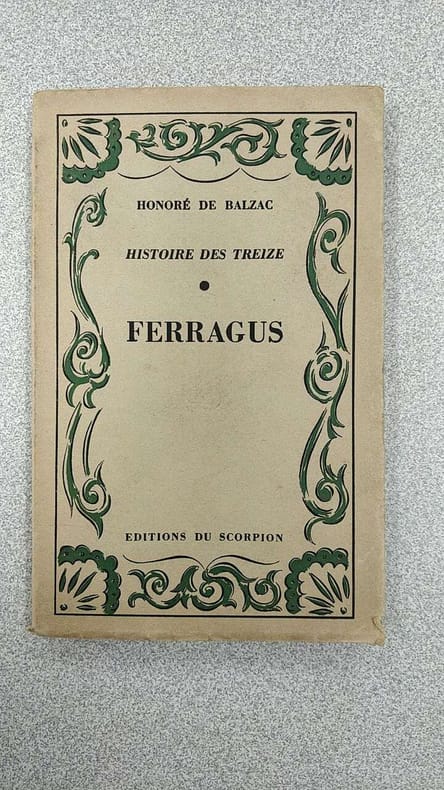 HONORÉ DE BALZAC
HISTOIRE DES TREIZE
●
FERRAGUS
EDITIONS DU SCORPION